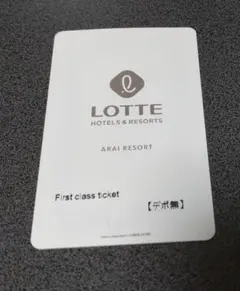 LOTTE
HOTELS & RESORTS
ARAI RESORT
First class ticket
【デポ無】